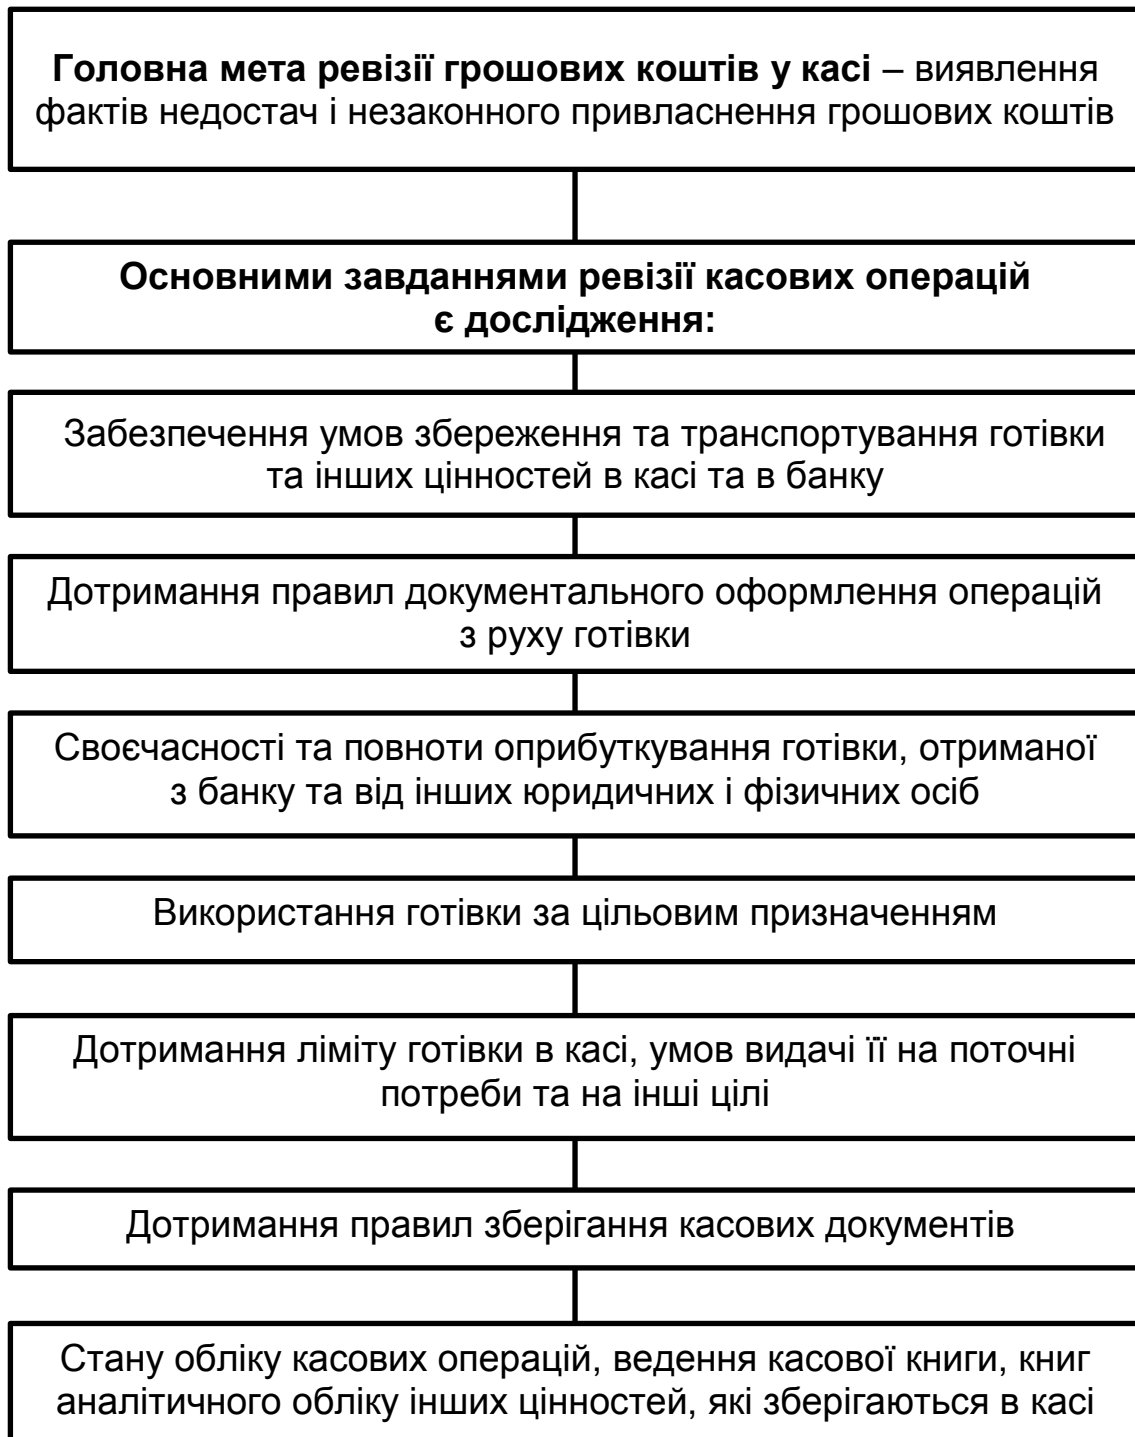 Головна мета ревізії грошових коштів у касі – виявлення
фактів недостач і незаконного привласнення грошових коштів
Основними завданнями ревізії касових операцій
є дослідження:
Забезпечення умов збереження та транспортування готівки
та інших цінностей в касі та в банку
Дотримання правил документального оформлення операцій
з руху готівки
Своєчасності та повноти оприбуткування готівки, отриманої
з банку та від інших юридичних і фізичних осіб
Використання готівки за цільовим призначенням
Дотримання ліміту готівки в касі, умов видачі її на поточні
потреби та на інші цілі
Дотримання правил зберігання касових документів
Стану обліку касових операцій, ведення касової книги, книг
аналітичного обліку інших цінностей, які зберігаються в касі